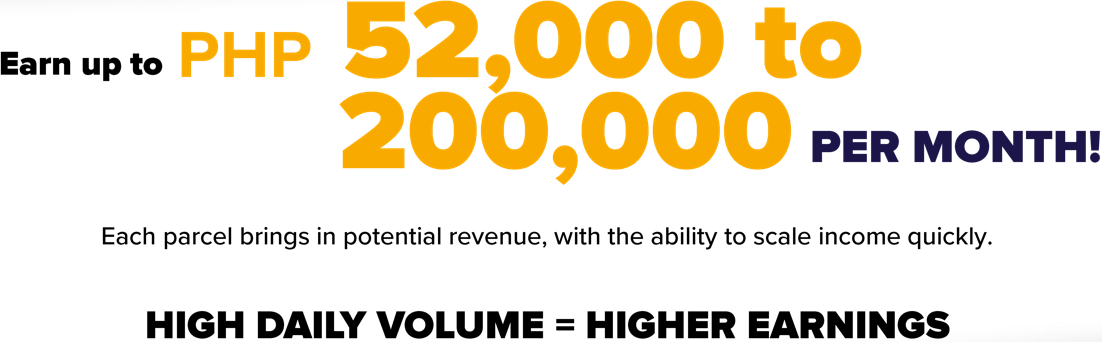 Earn up to PHP 52,000 to
200,000 PER MONTH!
Each parcel brings in potential revenue, with the ability to scale income quickly.
HIGH DAILY VOLUME = HIGHER EARNINGS